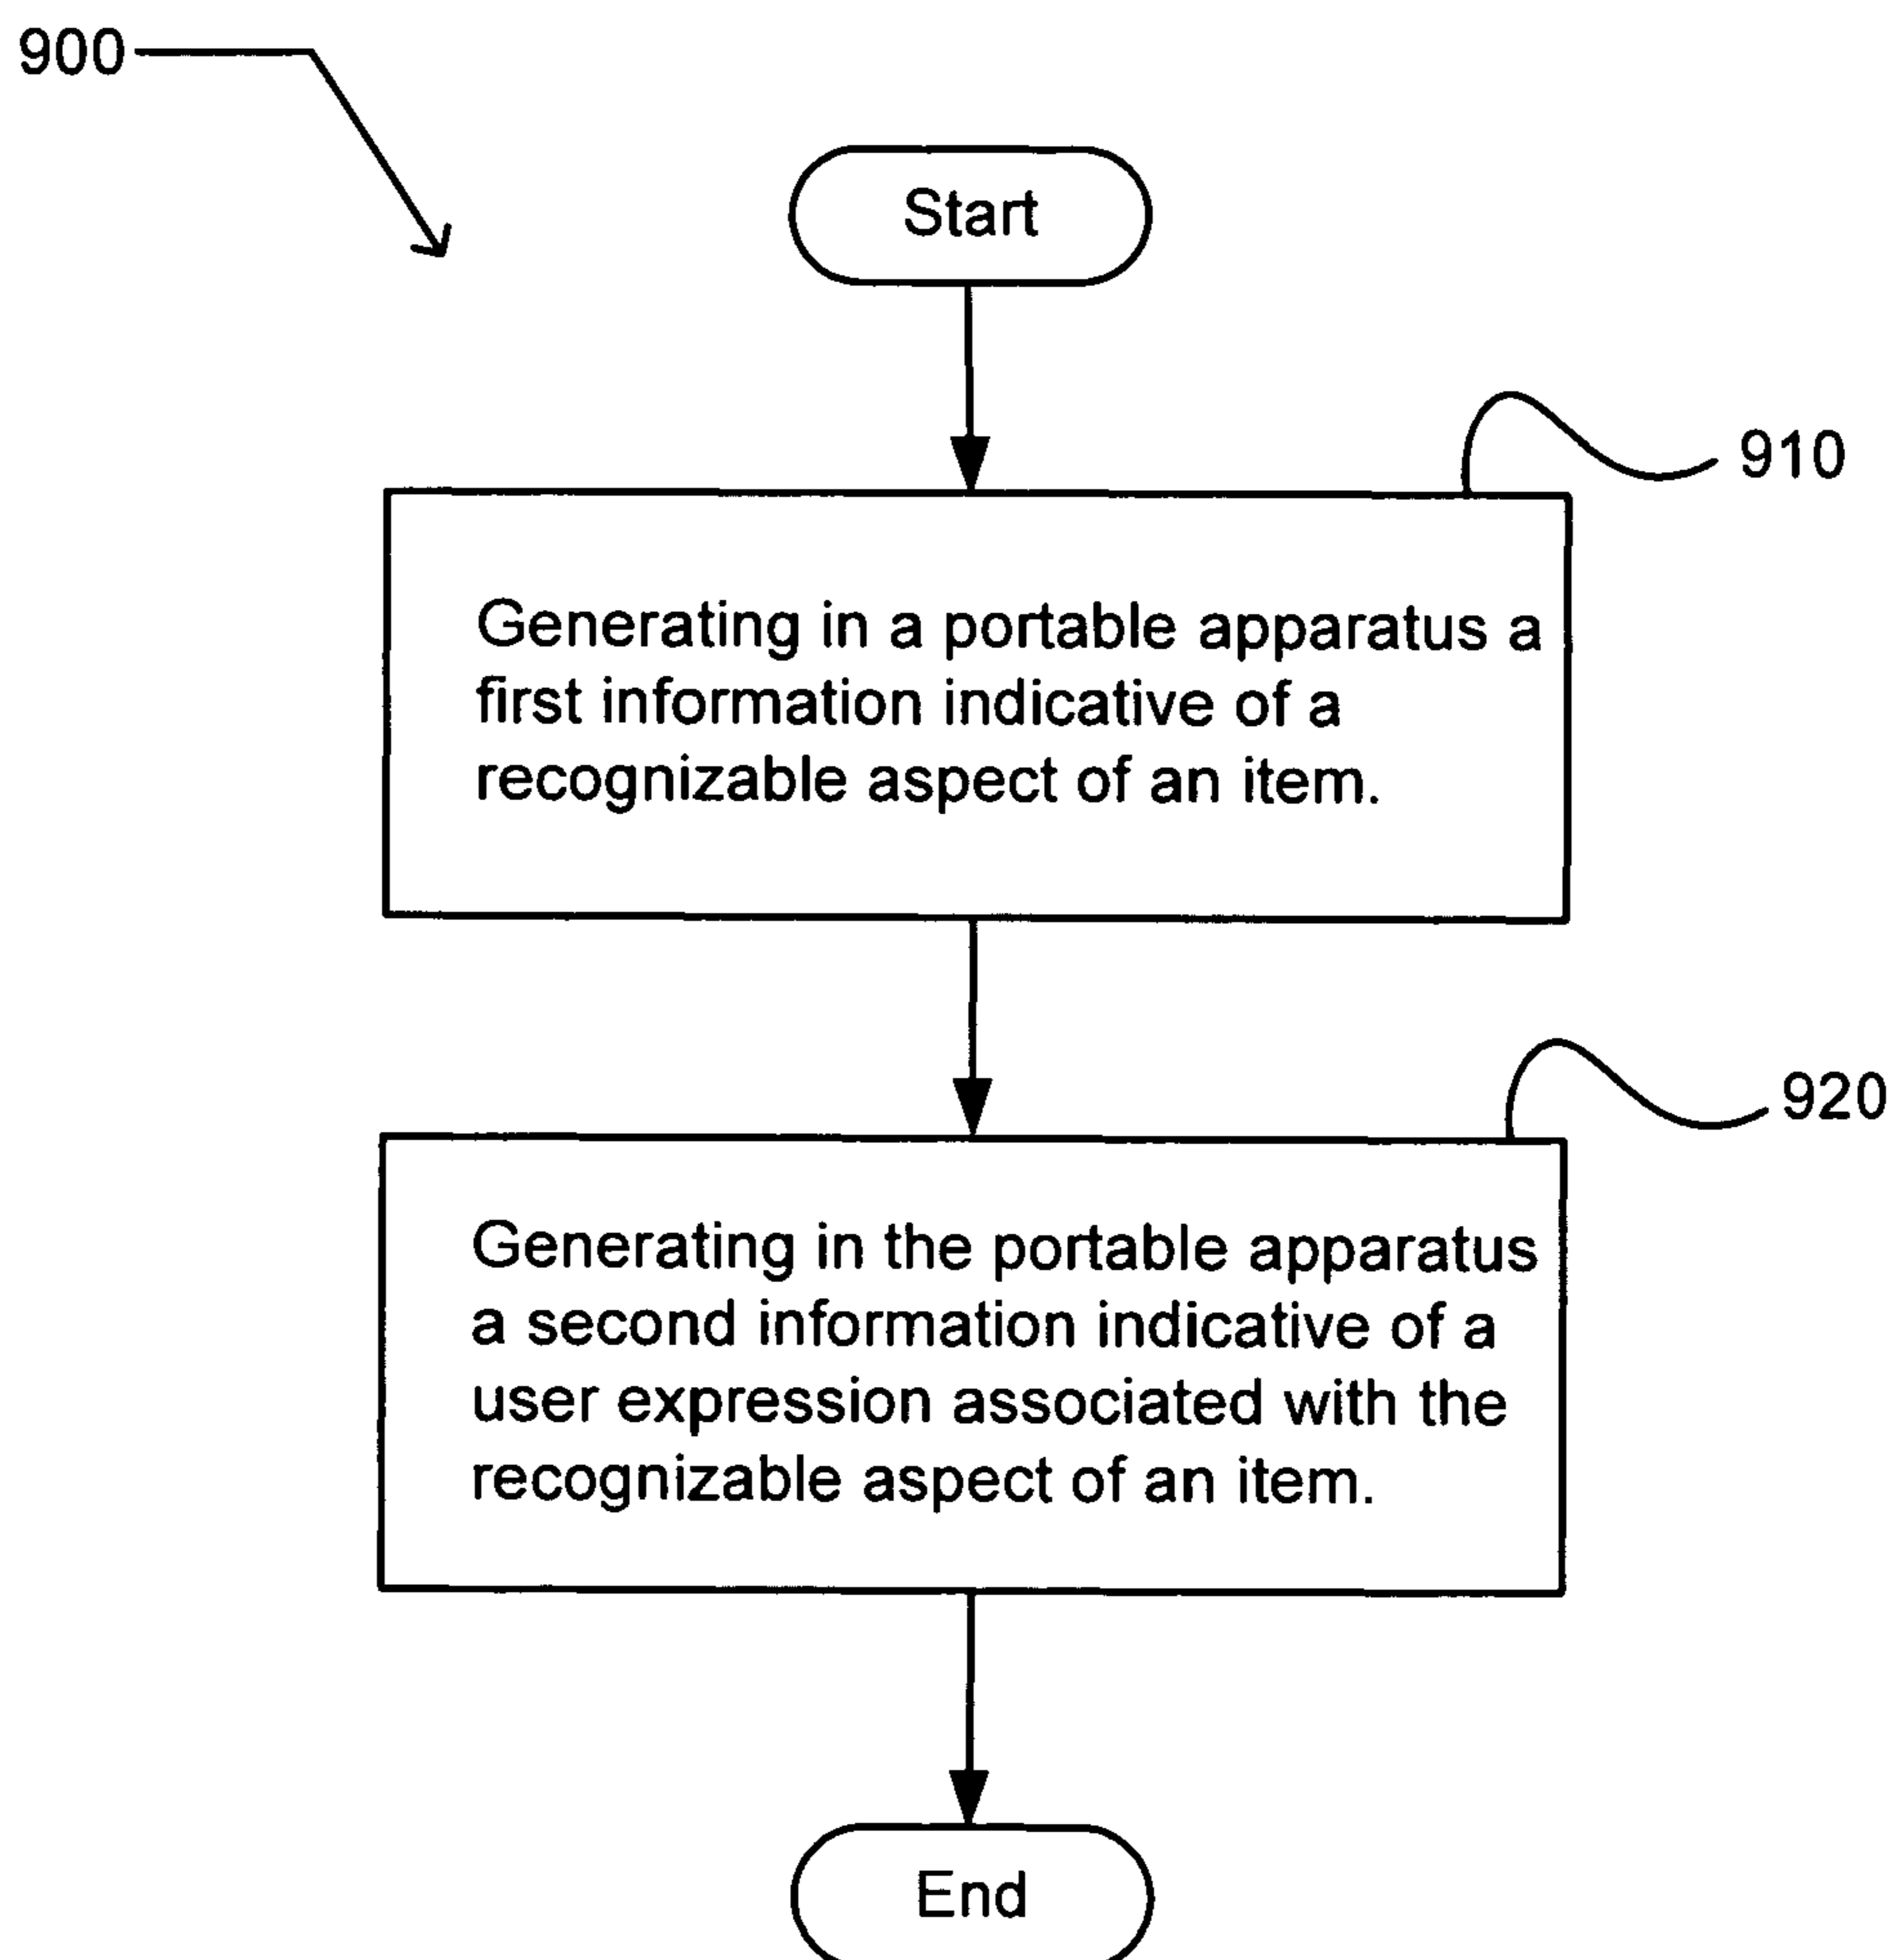 900
Start
910
Generating in a portable apparatus a
first information indicative of a
recognizable aspect of an item.
920
Generating in the portable apparatus
a second information indicative of a
user expression associated with the
recognizable aspect of an item.
End